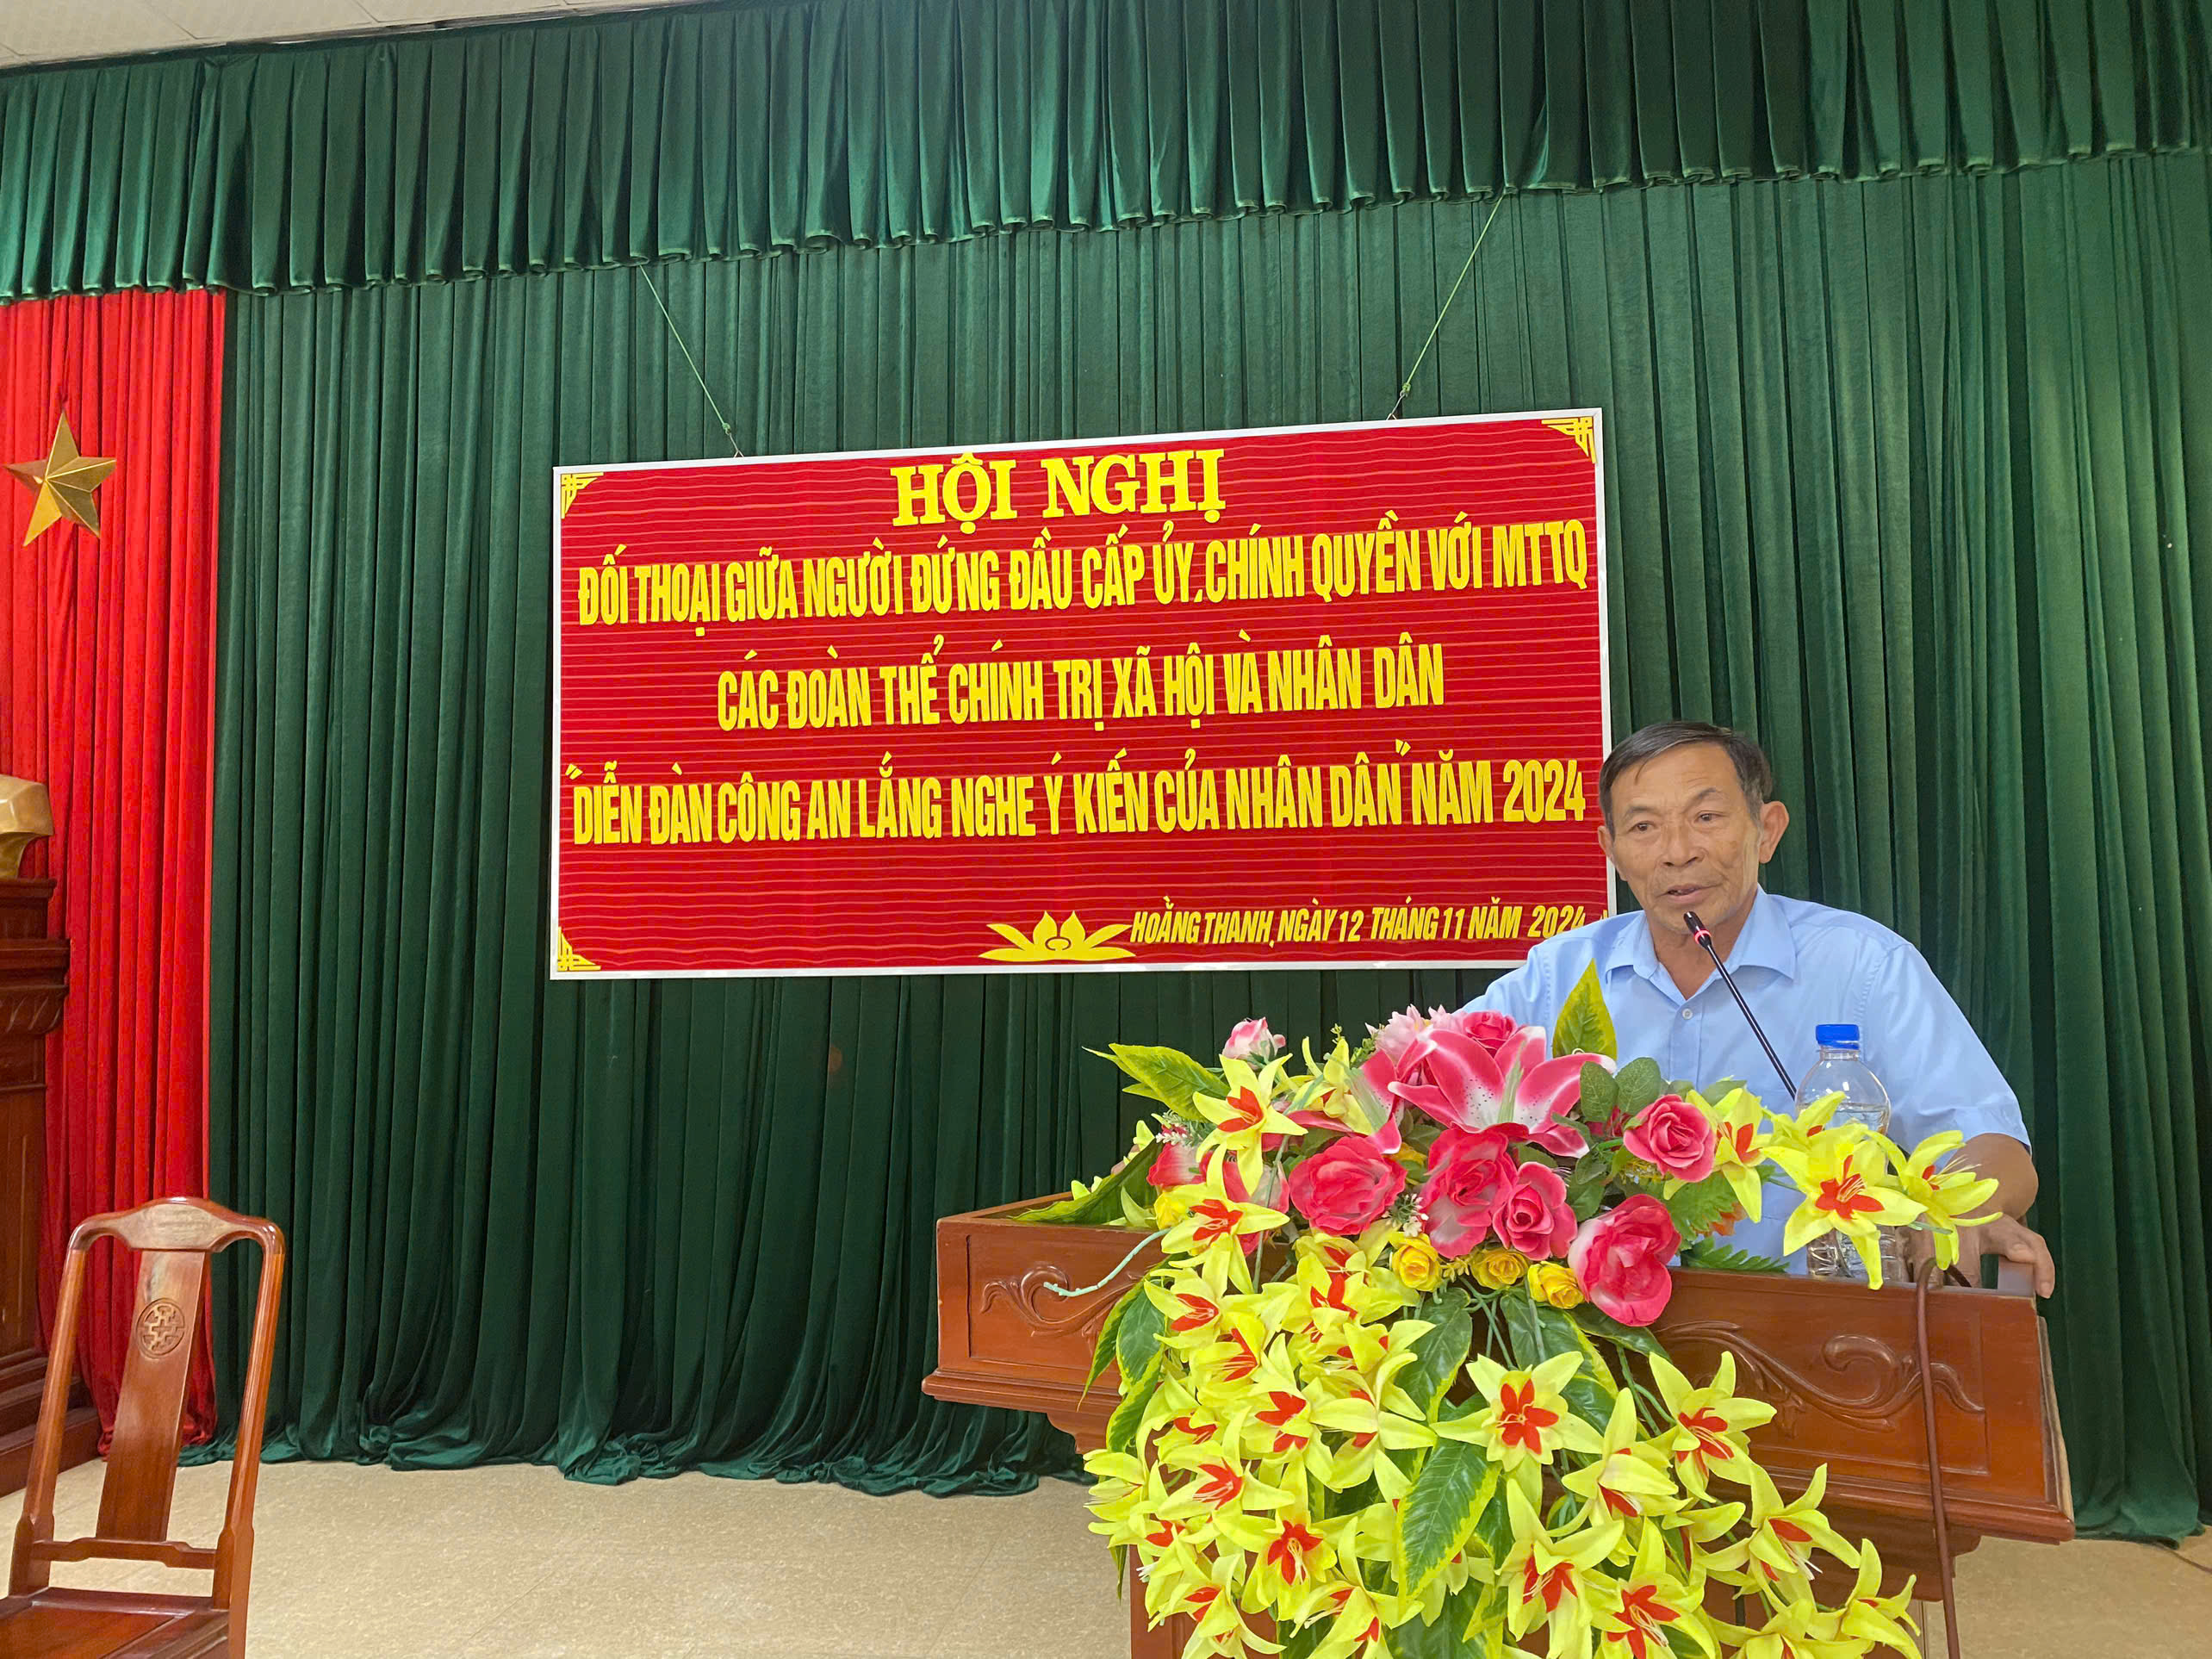 HỘI NGHỊ
ĐỐI THOẠI GIỮA NGƯỜI ĐỨNG ĐẦU CẤP ỦY, CHÍNH QUYỀN VỚI MTTQ
CÁC ĐOÀN THỂ CHÍNH TRỊ XÃ HỘI VÀ NHÂN DÂN
"DIỄN ĐÀN CÔNG AN LẮNG NGHE Ý KIẾN CỦA NHÂN DÂN" NĂM 2024
HOẰNG THANH, NGÀY 12 THÁNG 11 NĂM 2024